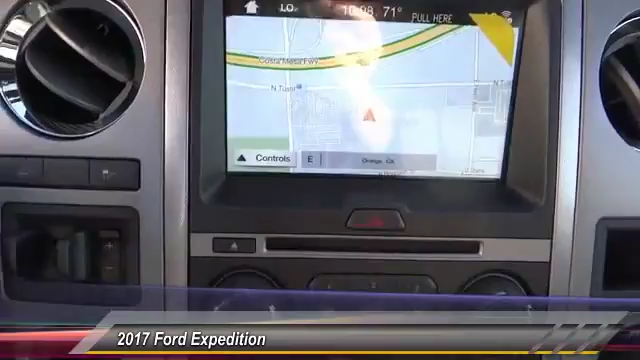 LO 10:08 71° PULL HERE
Costa Mesa Fwy
N Tustin
Controls E Orange, CA
2017 Ford Expedition